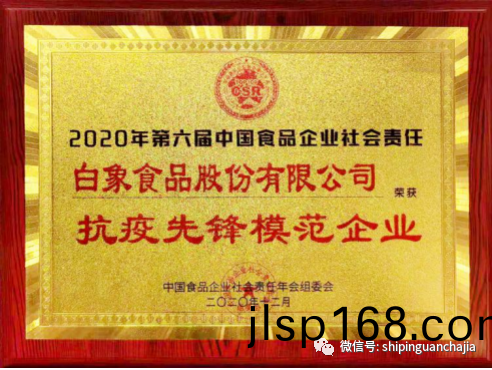 CSR
2020年第六届中国食品企业社会责任
白象食品股份有限公司
荣获
抗疫先锋模范企业
中国食品企业社会责任年会组委会
二〇二〇年十二月
jlsp168.com
微信号: shipinguanchajia